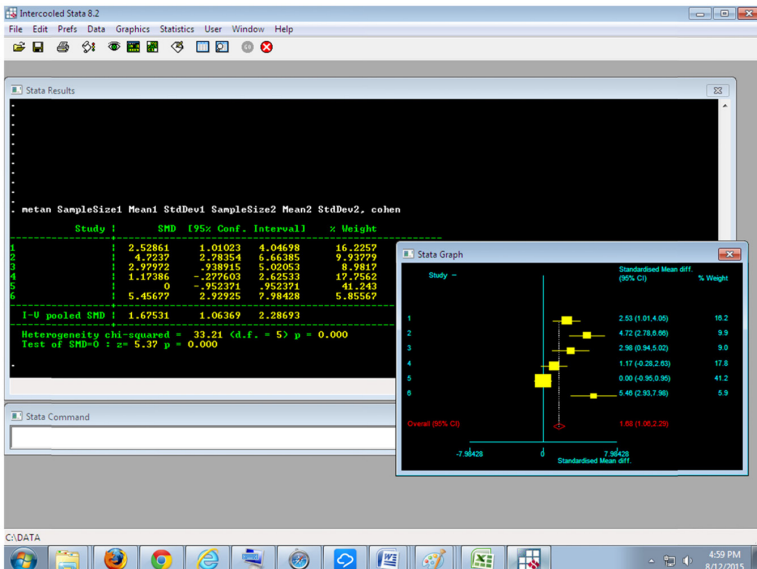 Intercooled Stata 8.2
File Edit Prefs Data Graphics Statistics User Window Help
Stata Results
. metan SampleSize1 Mean1 StdDev1 SampleSize2 Mean2 StdDev2, cohen
Study | SMD [95% Conf. Interval] % Weight
1 | 2.52861 1.01023 4.04698 16.2257
2 | 4.7237 2.78354 6.66385 9.93779
3 | 2.97972 .938915 5.02053 8.9817
4 | 1.17386 -.277603 2.62533 17.7562
5 | 0 -.952371 .952371 41.243
6 | 5.45677 2.92925 7.98428 5.85567
I-V pooled SMD | 1.67531 1.06369 2.28693
Heterogeneity chi-squared = 33.21 (d.f. = 5) p = 0.000
Test of SMD=0 : z= 5.37 p = 0.000
.
Stata Graph
Study
Standardised Mean diff.
(95% CI)
% Weight
1 2.53 (1.01,4.05) 16.2
2 4.72 (2.78,6.66) 9.9
3 2.98 (0.94,5.02) 9.0
4 1.17 (-0.28,2.63) 17.8
5 0.00 (-0.95,0.95) 41.2
6 5.46 (2.93,7.98) 5.9
Overall (95% CI) 1.68 (1.06,2.29)
-7.98428 0 7.98428
Standardised Mean diff.
Stata Command
C:\DATA
4:59 PM
8/12/2015